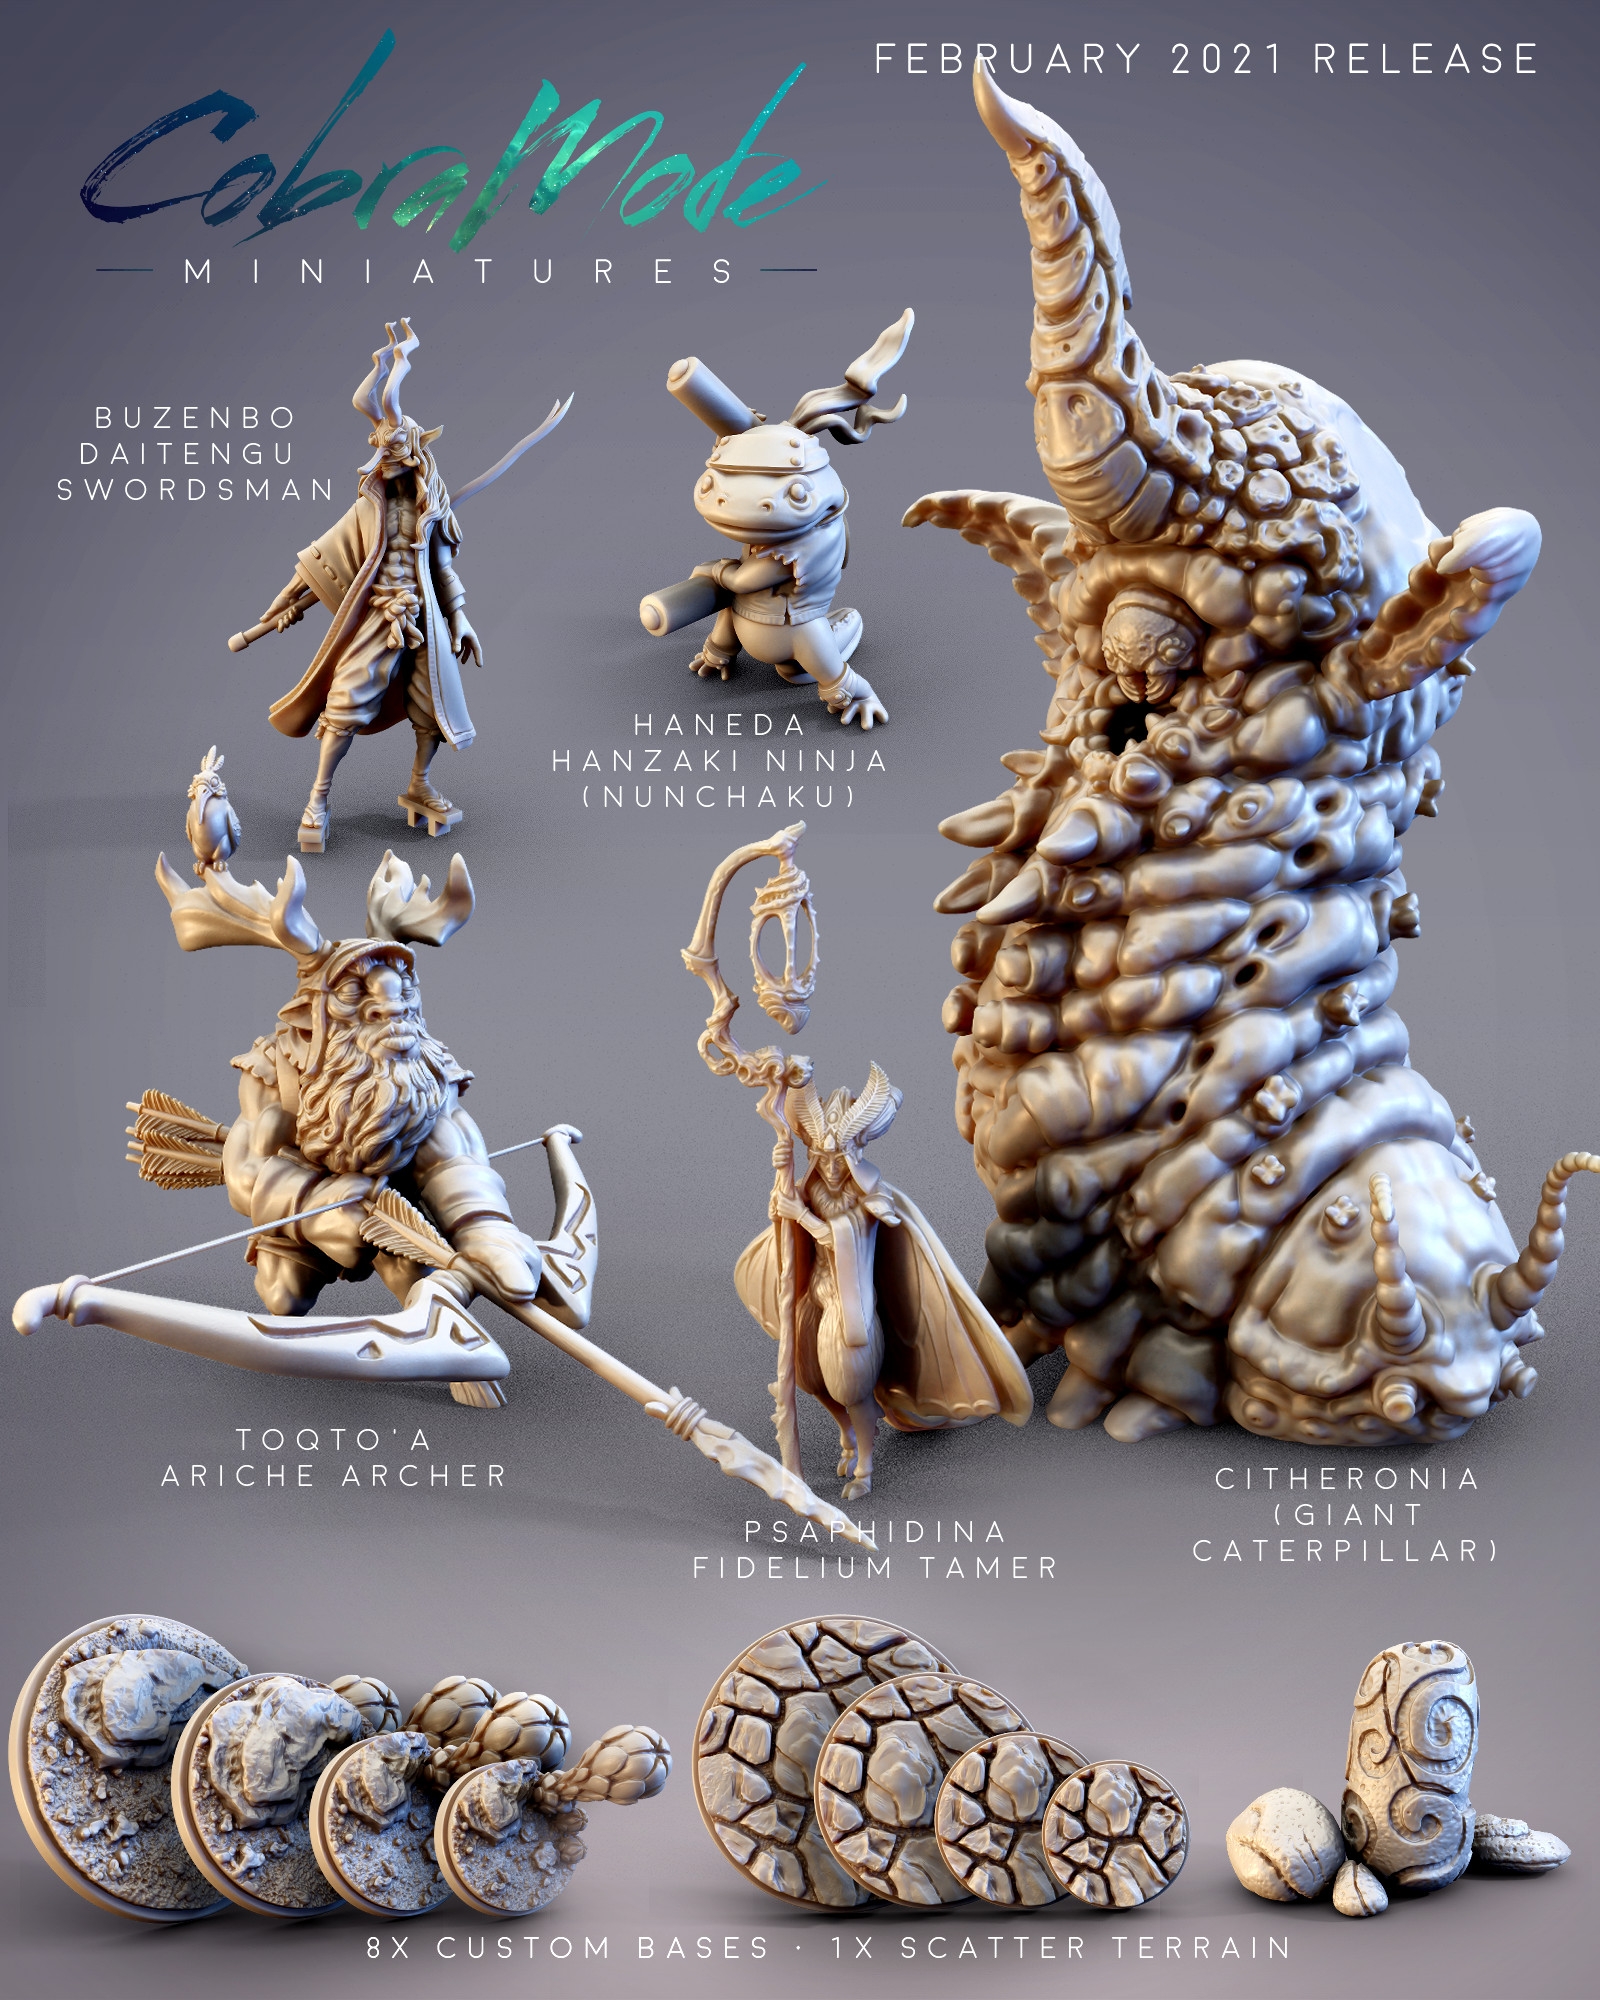 FEBRUARY 2021 RELEASE
CobraMode
MINIATURES
BUZENBO
DAITENGU
SWORDSMAN
HANEDA
HANZAKI NINJA
(NUNCHAKU)
TOQTO'A
ARICHE ARCHER
PSAPHIDINA
FIDELIUM TAMER
CITHERONIA
(GIANT
CATERPILLAR)
8X CUSTOM BASES · 1X SCATTER TERRAIN